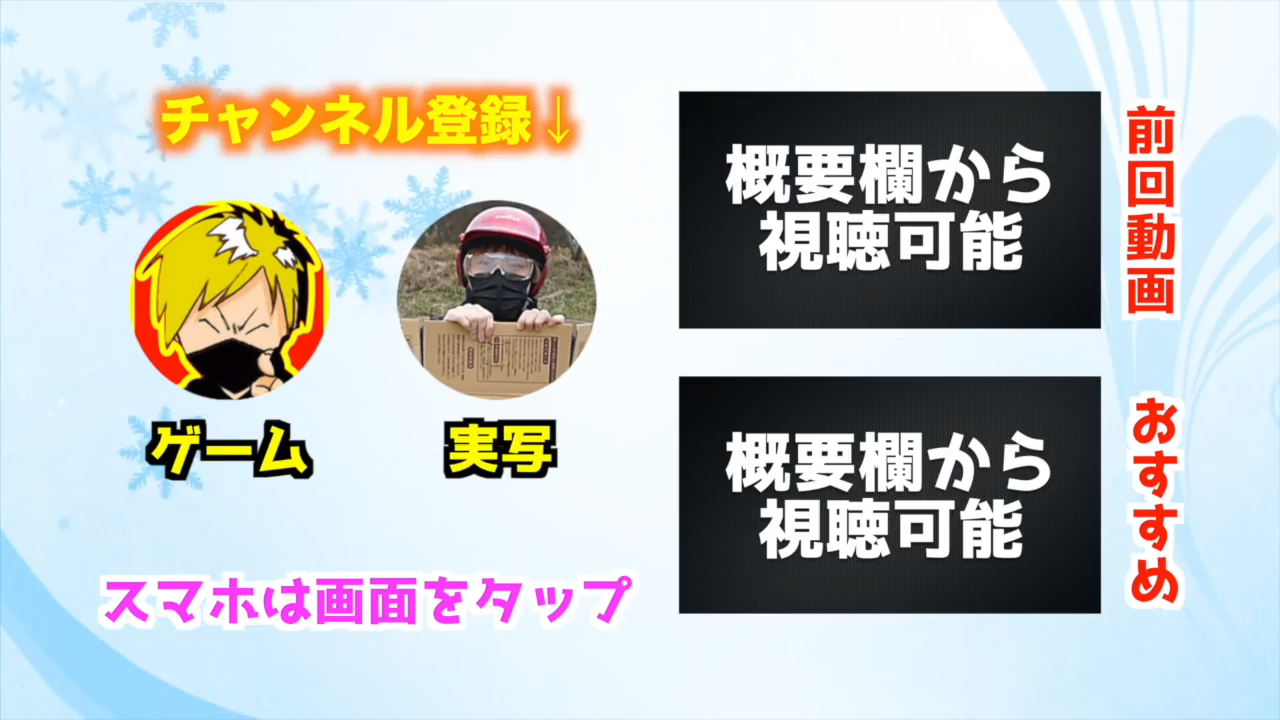 チャンネル登録↓
ゲーム
実写
スマホは画面をタップ
概要欄から
視聴可能
前回動画
概要欄から
視聴可能
おすすめ